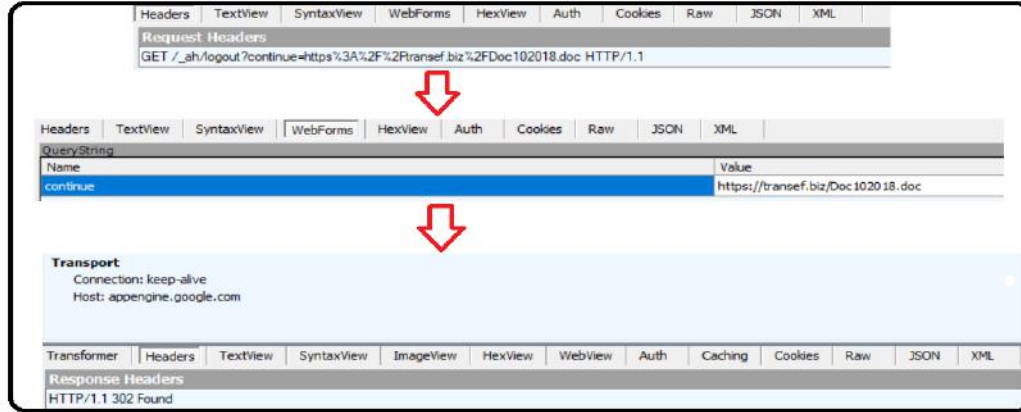 Headers TextView SyntaxView WebForms HexView Auth Cookies Raw JSON XML
Request Headers
GET /_ah/logout?continue=https%3A%2F%2Ftransef.biz%2FDoc102018.doc HTTP/1.1
Headers TextView SyntaxView WebForms HexView Auth Cookies Raw JSON XML
QueryString
Name Value
continue https://transef.biz/Doc102018.doc
Transport
Connection: keep-alive
Host: appengine.google.com
Transformer Headers TextView SyntaxView ImageView HexView WebView Auth Caching Cookies Raw JSON XML
Response Headers
HTTP/1.1 302 Found